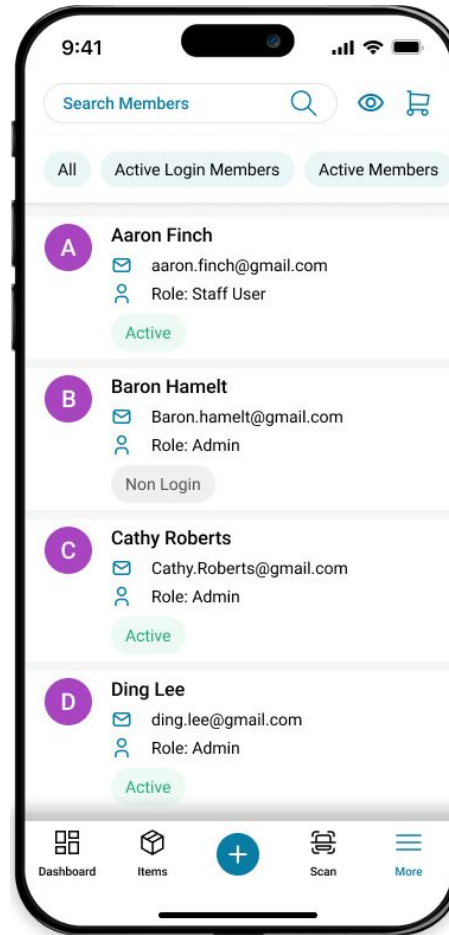 9:41
Search Members
All Active Login Members Active Members
A
Aaron Finch
aaron.finch@gmail.com
Role: Staff User
Active
B
Baron Hamelt
Baron.hamelt@gmail.com
Role: Admin
Non Login
C
Cathy Roberts
Cathy.Roberts@gmail.com
Role: Admin
Active
D
Ding Lee
ding.lee@gmail.com
Role: Admin
Active
Dashboard Items Scan More